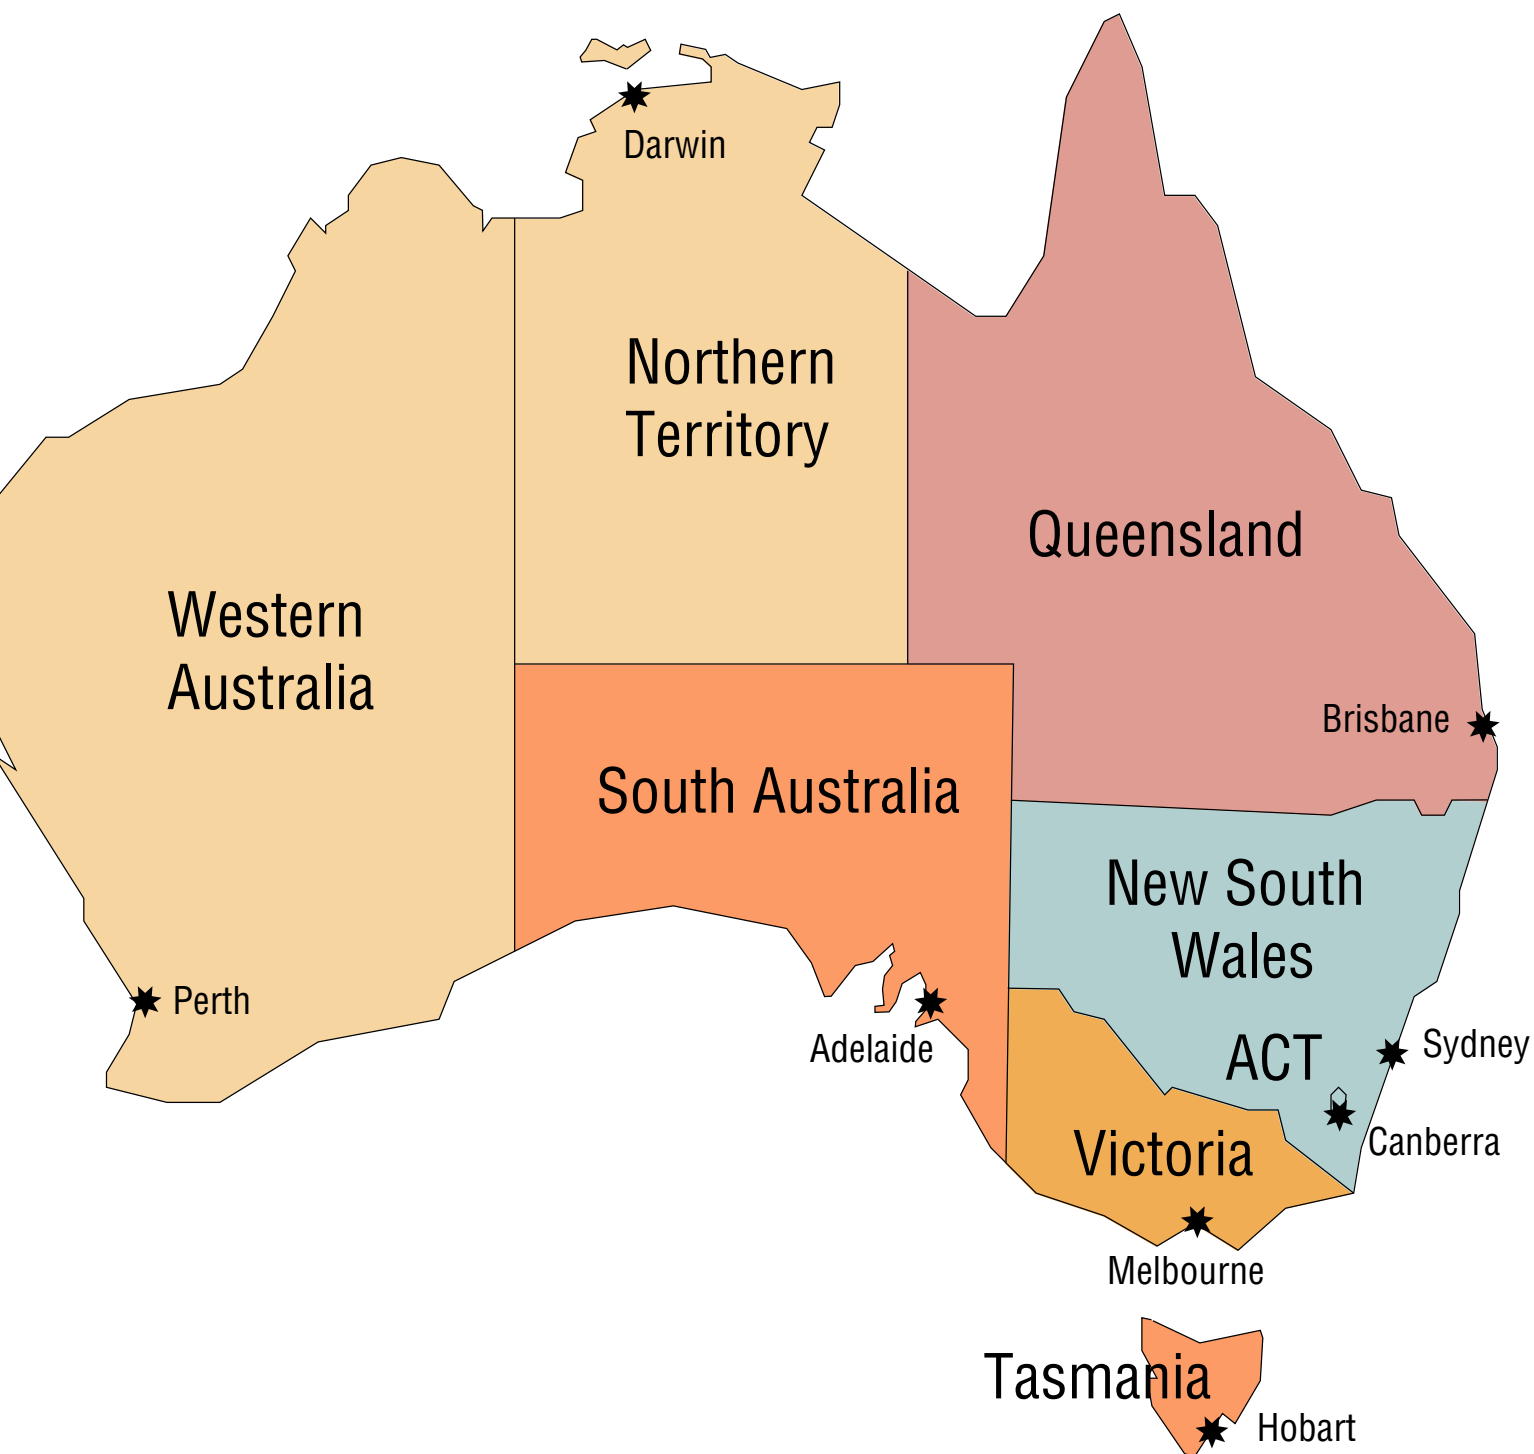 Darwin
Northern
Territory
Queensland
Western
Australia
Brisbane
South Australia
New South
Wales
Perth
Adelaide
ACT
Sydney
Canberra
Victoria
Melbourne
Tasmania
Hobart